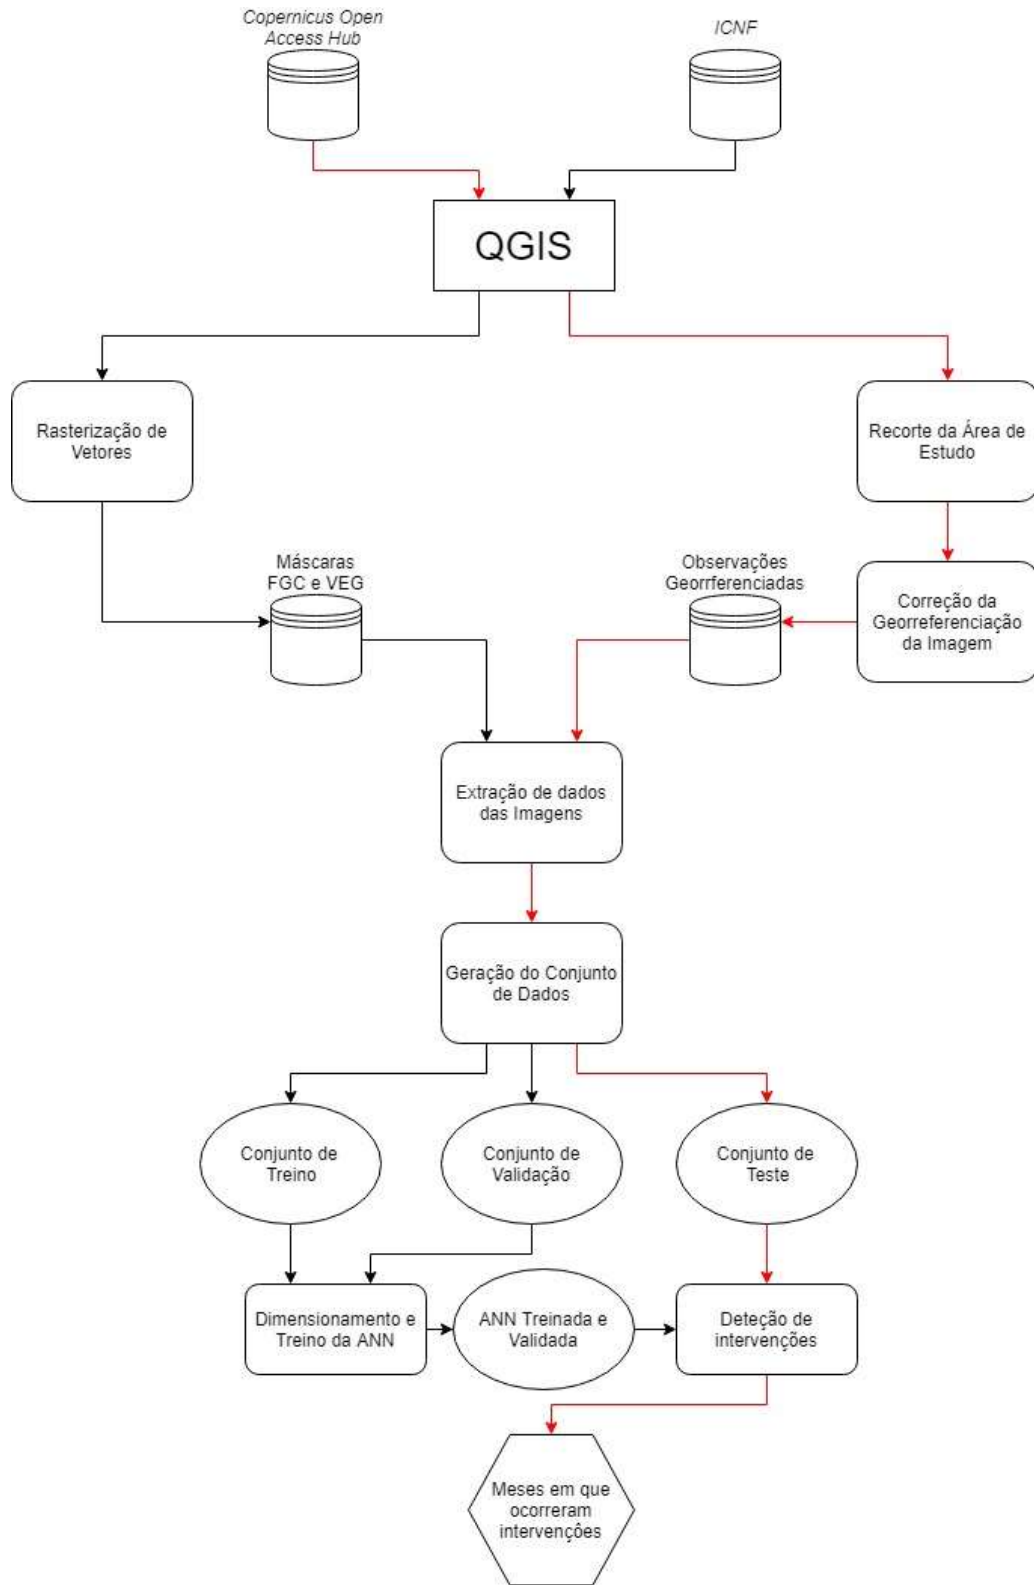 Copernicus Open
Access Hub
ICNF
QGIS
Rasterização de
Vetores
Recorte da Área de
Estudo
Máscaras
FGC e VEG
Observações
Georrferenciadas
Correção da
Georreferenciação
da Imagem
Extração de dados
das Imagens
Geração do Conjunto
de Dados
Conjunto de
Treino
Conjunto de
Validação
Conjunto de
Teste
Dimensionamento e
Treino da ANN
ANN Treinada e
Validada
Deteção de
intervenções
Meses em que
ocorreram
intervenções